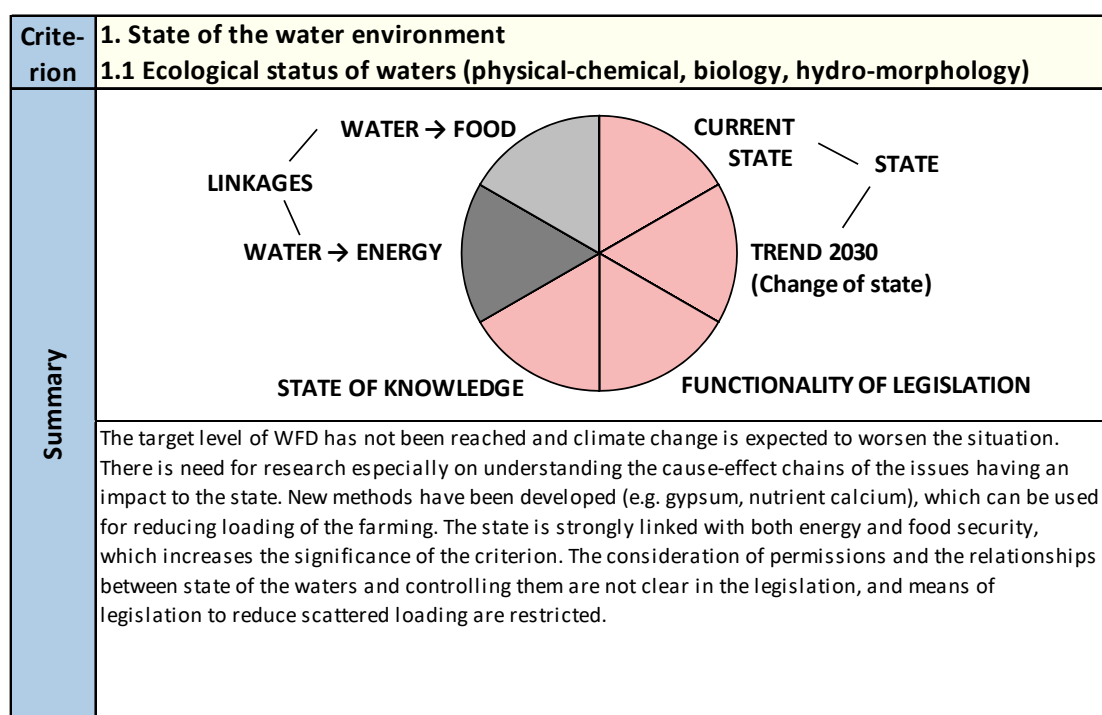 Crite-
rion
1. State of the water environment
1.1 Ecological status of waters (physical-chemical, biology, hydro-morphology)
Summary
WATER → FOOD
LINKAGES
WATER → ENERGY
CURRENT
STATE
STATE
TREND 2030
(Change of state)
STATE OF KNOWLEDGE
FUNCTIONALITY OF LEGISLATION
The target level of WFD has not been reached and climate change is expected to worsen the situation.
There is need for research especially on understanding the cause-effect chains of the issues having an
impact to the state. New methods have been developed (e.g. gypsum, nutrient calcium), which can be used
for reducing loading of the farming. The state is strongly linked with both energy and food security,
which increases the significance of the criterion. The consideration of permissions and the relationships
between state of the waters and controlling them are not clear in the legislation, and means of
legislation to reduce scattered loading are restricted.